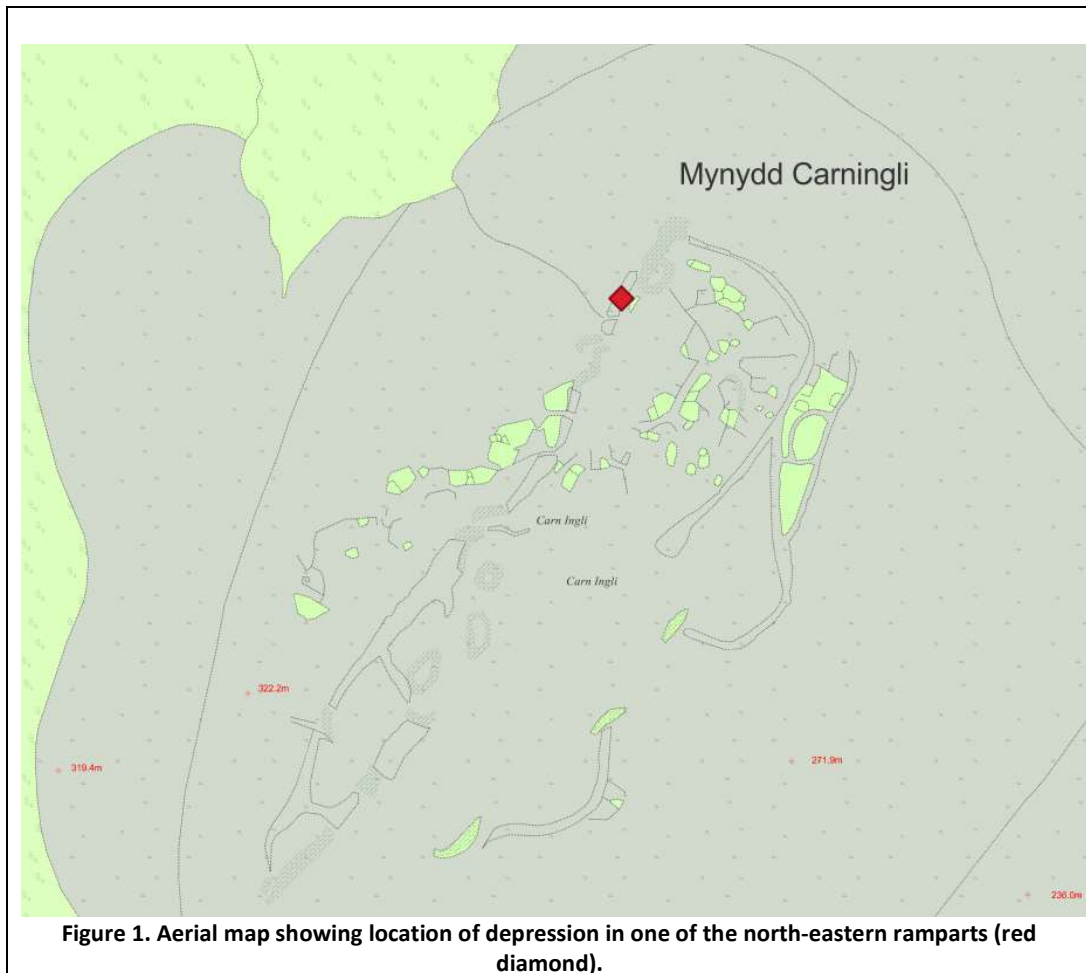 Mynydd Carningli
Carn Ingli
Carn Ingli
322.2m
319.4m
271.9m
236.0m
Figure 1. Aerial map showing location of depression in one of the north-eastern ramparts (red
diamond).